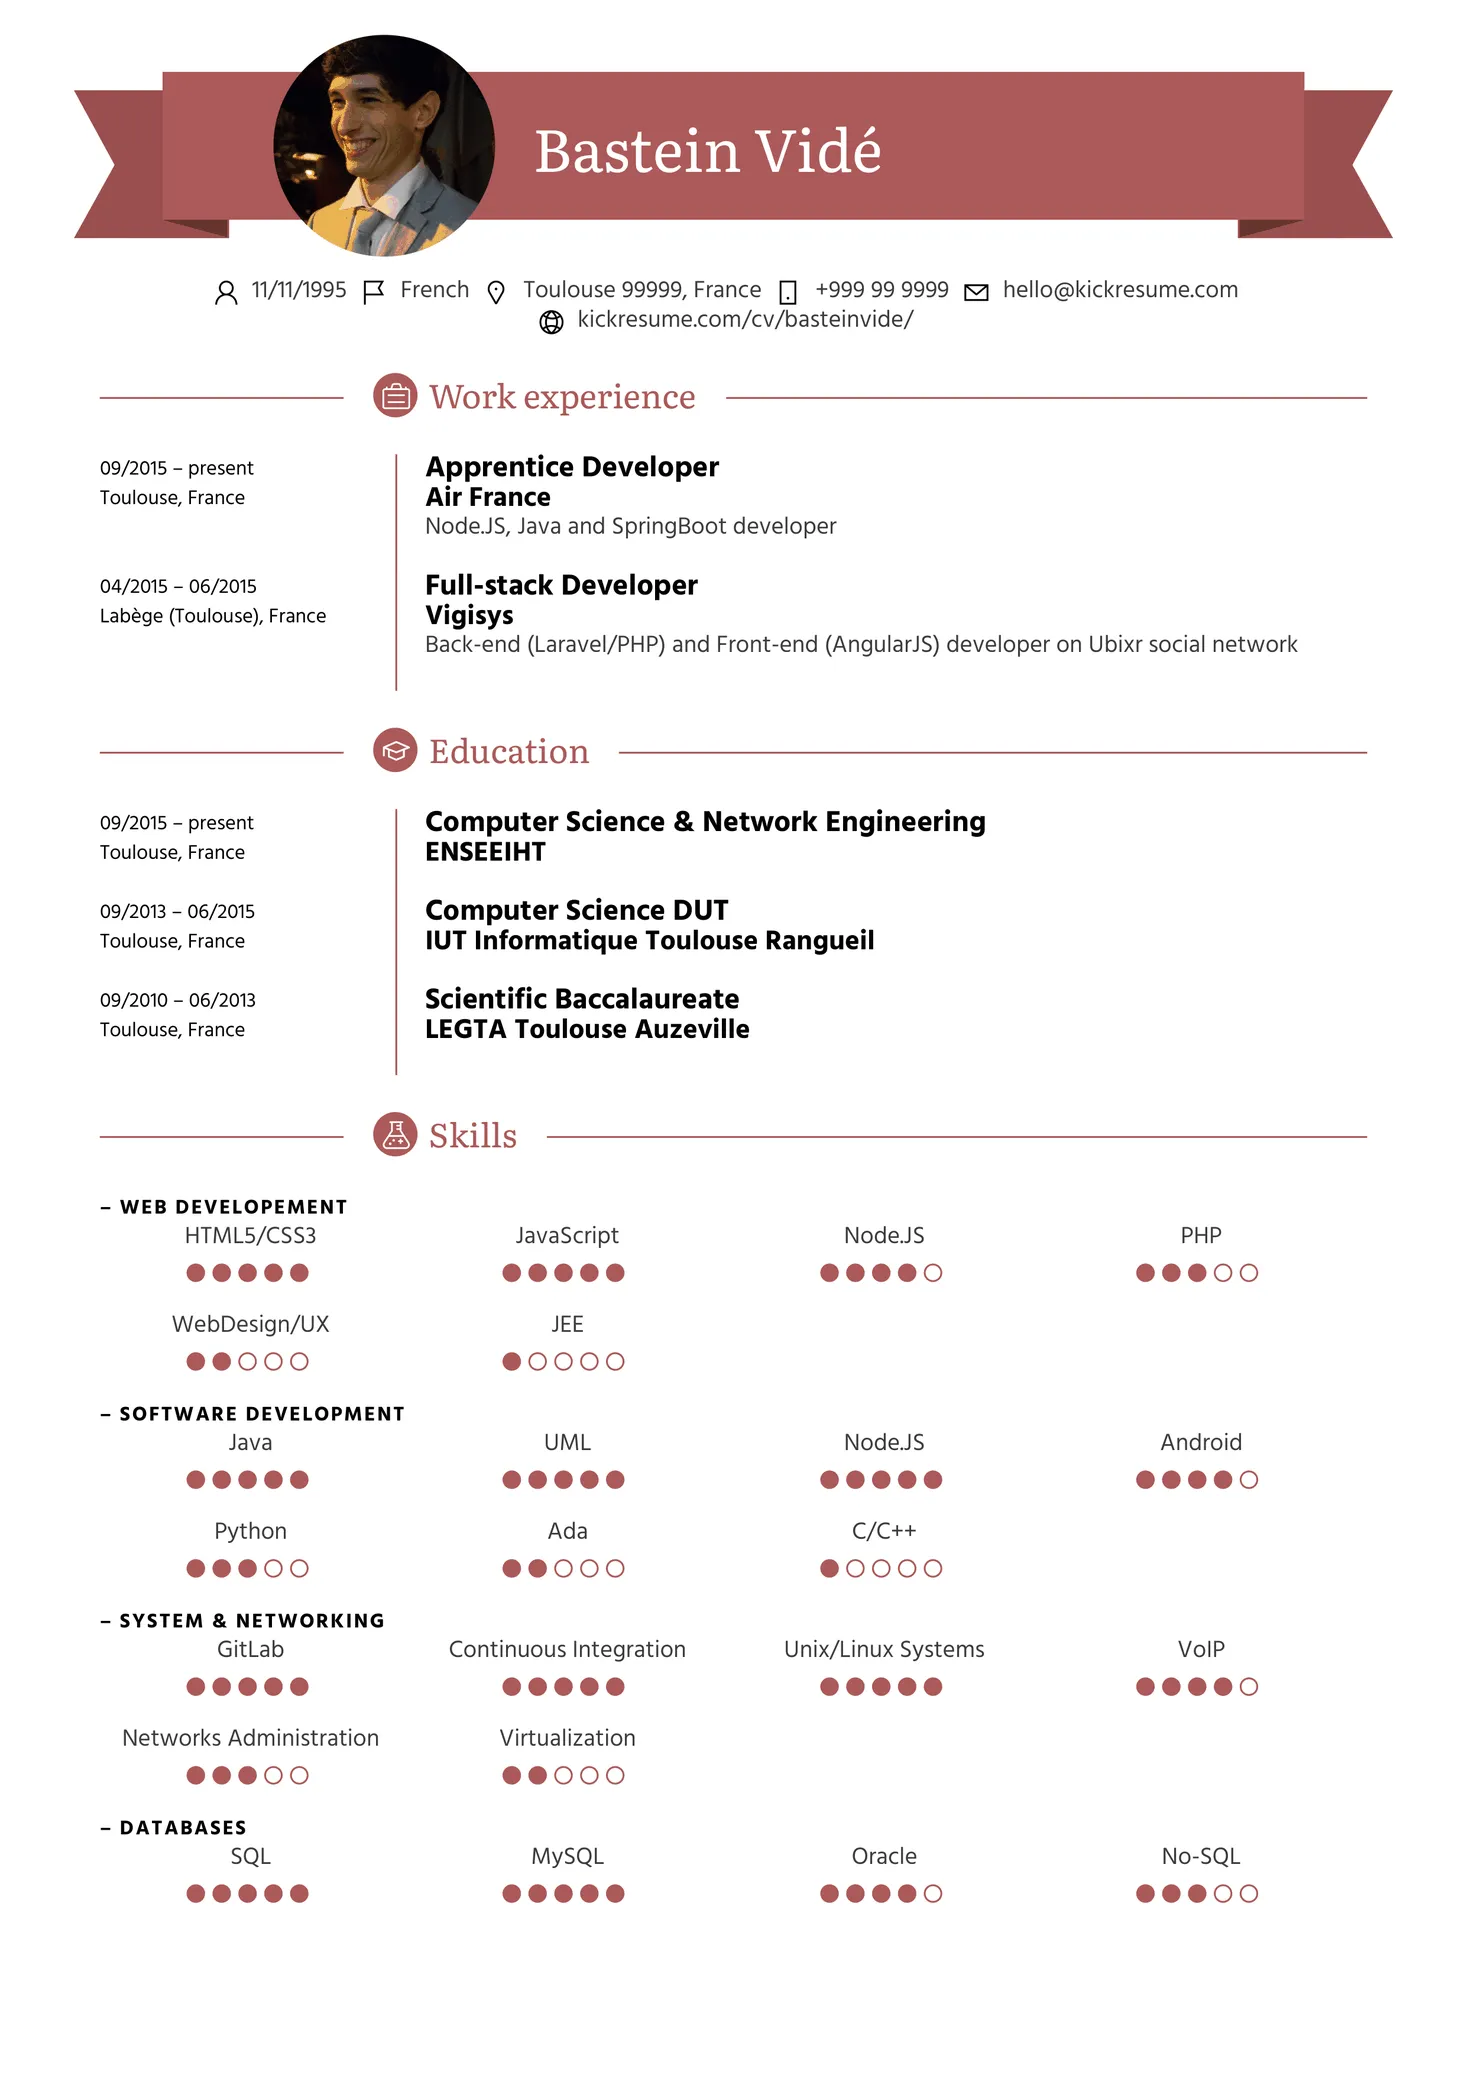 Bastein Vidé
11/11/1995 French Toulouse 99999, France +999 99 9999 hello@kickresume.com
kickresume.com/cv/basteinvide/
Work experience
09/2015 – present
Toulouse, France
Apprentice Developer
Air France
Node.JS, Java and SpringBoot developer
04/2015 – 06/2015
Labège (Toulouse), France
Full-stack Developer
Vigisys
Back-end (Laravel/PHP) and Front-end (AngularJS) developer on Ubixr social network
Education
09/2015 – present
Toulouse, France
Computer Science & Network Engineering
ENSEEIHT
09/2013 – 06/2015
Toulouse, France
Computer Science DUT
IUT Informatique Toulouse Rangueil
09/2010 – 06/2013
Toulouse, France
Scientific Baccalaureate
LEGTA Toulouse Auzeville
Skills
– WEB DEVELOPEMENT
HTML5/CSS3 JavaScript Node.JS PHP
WebDesign/UX JEE
– SOFTWARE DEVELOPMENT
Java UML Node.JS Android
Python Ada C/C++
– SYSTEM & NETWORKING
GitLab Continuous Integration Unix/Linux Systems VoIP
Networks Administration Virtualization
– DATABASES
SQL MySQL Oracle No-SQL